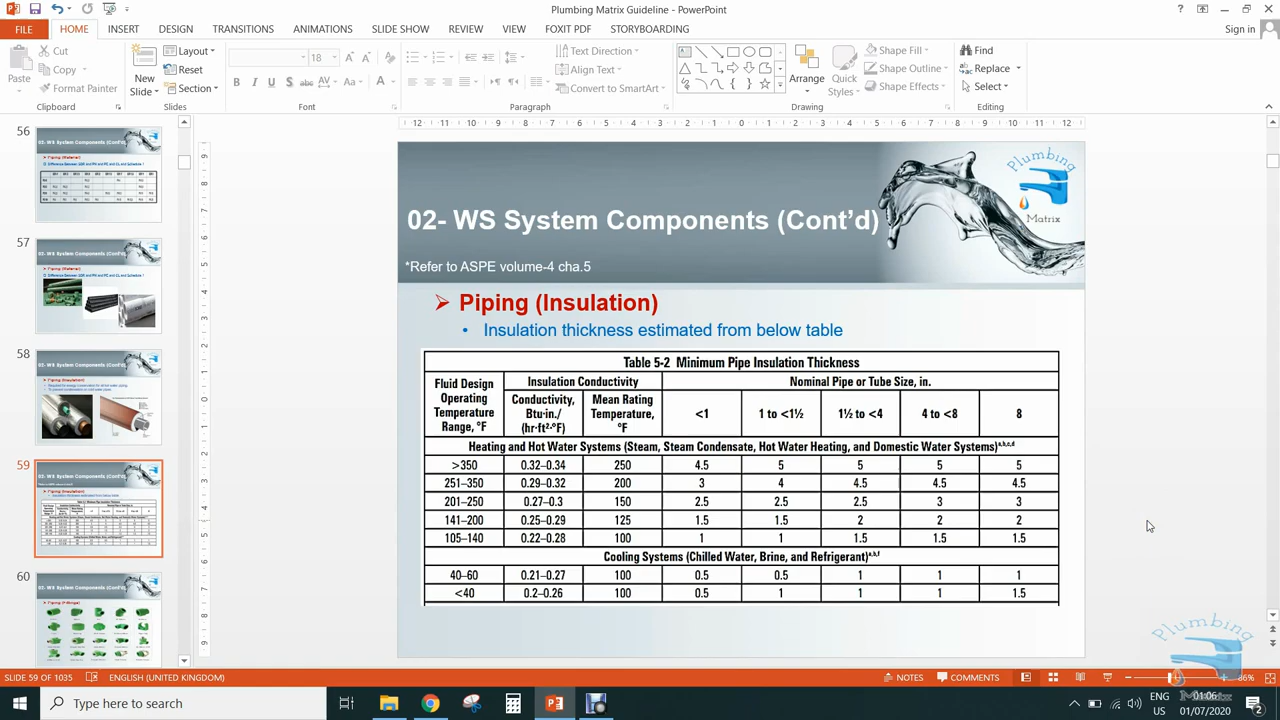 Plumbing Matrix Guideline - PowerPoint
Sign in
FILE HOME INSERT DESIGN TRANSITIONS ANIMATIONS SLIDE SHOW REVIEW VIEW FOXIT PDF STORYBOARDING
Paste
Cut
Copy
Format Painter
Clipboard
New
Slide
Layout
Reset
Section
Slides
18
Font
Text Direction
Align Text
Convert to SmartArt
Paragraph
Arrange
Quick
Styles
Shape Fill
Shape Outline
Shape Effects
Drawing
Find
Replace
Select
Editing
56
57
58
59
60
Plumbing
Matrix
02- WS System Components (Cont'd)
*Refer to ASPE volume-4 cha.5
Piping (Insulation)
• Insulation thickness estimated from below table
Table 5-2 Minimum Pipe Insulation Thickness
Fluid Design Operating Temperature Range, °F
Insulation Conductivity
Nominal Pipe or Tube Size, in.
Conductivity, Btu·in./(hr·ft²·°F)
Mean Rating Temperature, °F
<1 1 to <1½ 1½ to <4 4 to <8 8
Heating and Hot Water Systems (Steam, Steam Condensate, Hot Water Heating, and Domestic Water Systems)a,b,c,d
>350 0.32–0.34 250 4.5 5 5 5 5
251–350 0.29–0.32 200 3 4 4.5 4.5 4.5
201–250 0.27–0.3 150 2.5 2.5 2.5 3 3
141–200 0.25–0.29 125 1.5 1.5 2 2 2
105–140 0.22–0.28 100 1 1 1.5 1.5 1.5
Cooling Systems (Chilled Water, Brine, and Refrigerant)a,b,f
40–60 0.21–0.27 100 0.5 0.5 1 1 1
<40 0.2–0.26 100 0.5 1 1 1 1.5
Plumbing
Matrix
SLIDE 59 OF 1035 ENGLISH (UNITED KINGDOM) NOTES COMMENTS
Type here to search
ENG
US
01:06
01/07/2020
2